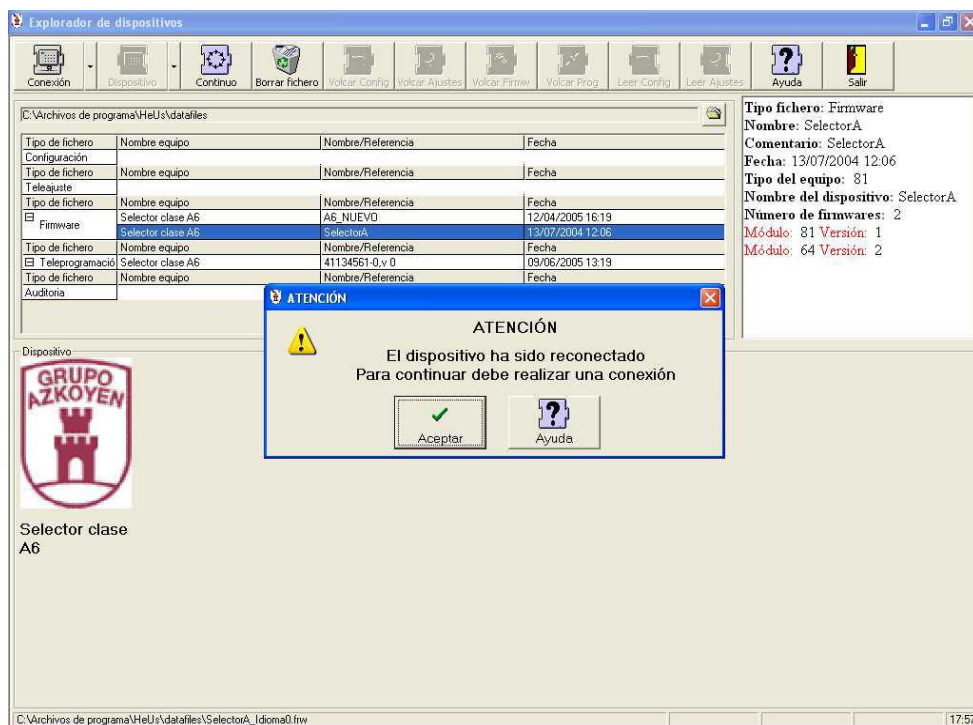 Explorador de dispositivos
Conexión Dispositivo Continuo Borrar fichero Volcar Config Volcar Ajustes Volcar Firmw Volcar Prog Leer Config Leer Ajustes Ayuda Salir
C:\Archivos de programa\HeUs\datafiles
Tipo de fichero Nombre equipo Nombre/Referencia Fecha
Configuración
Tipo de fichero Nombre equipo Nombre/Referencia Fecha
Teleajuste
Tipo de fichero Nombre equipo Nombre/Referencia Fecha
Firmware Selector clase A6 A6_NUEVO 12/04/2005 16:19
Selector clase A6 SelectorA 13/07/2004 12:06
Tipo de fichero Nombre equipo Nombre/Referencia Fecha
Teleprogramació Selector clase A6 41134561-0,v 0 09/06/2005 13:19
Tipo de fichero Nombre equipo Nombre/Referencia Fecha
Auditoria
Tipo fichero: Firmware
Nombre: SelectorA
Comentario: SelectorA
Fecha: 13/07/2004 12:06
Tipo del equipo: 81
Nombre del dispositivo: SelectorA
Número de firmwares: 2
Módulo: 81 Versión: 1
Módulo: 64 Versión: 2
ATENCIÓN
ATENCIÓN
El dispositivo ha sido reconectado
Para continuar debe realizar una conexión
Aceptar Ayuda
Dispositivo
GRUPO
AZKOYEN
Selector clase
A6
C:\Archivos de programa\HeUs\datafiles\SelectorA_Idioma0.frw